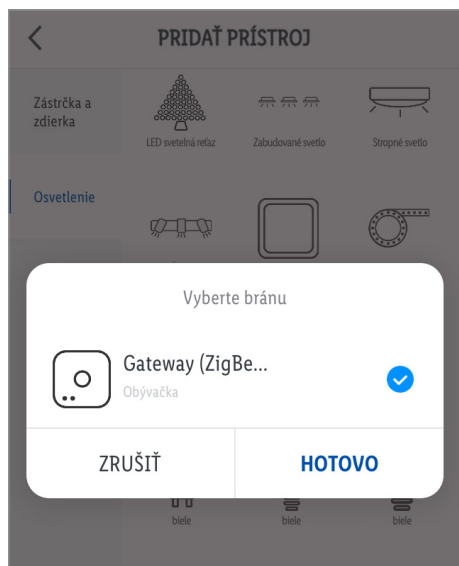 PRIDAŤ PRÍSTROJ
Zástrčka a
zdierka
LED svetelná reťaz
Zabudované svetlo
Stropné svetlo
Osvetlenie
Vyberte bránu
Gateway (ZigBe...
Obývačka
ZRUŠIŤ
HOTOVO
biele
biele
biele